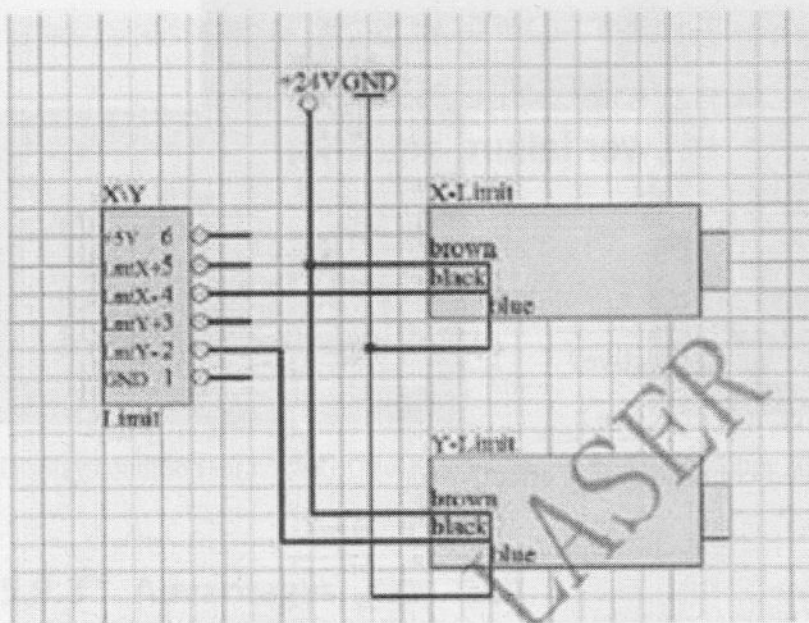 +24V GND
X\Y
X-Limit
+5V 6
LmtX+ 5
LmtX- 4
LmtY+ 3
LmtY- 2
GND 1
Limit
brown
black
blue
Y-Limit
brown
black
blue
LASER